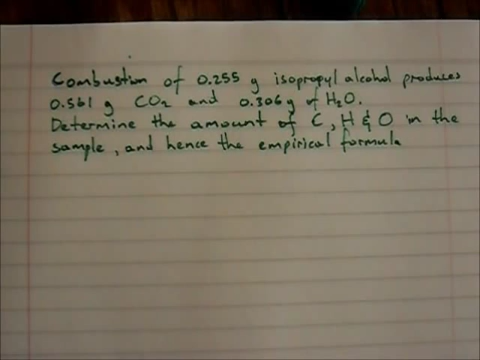 Combustion of 0.255 g isopropyl alcohol produces
0.561 g CO₂ and 0.306 g of H₂O.
Determine the amount of C, H & O in the
sample, and hence the empirical formula